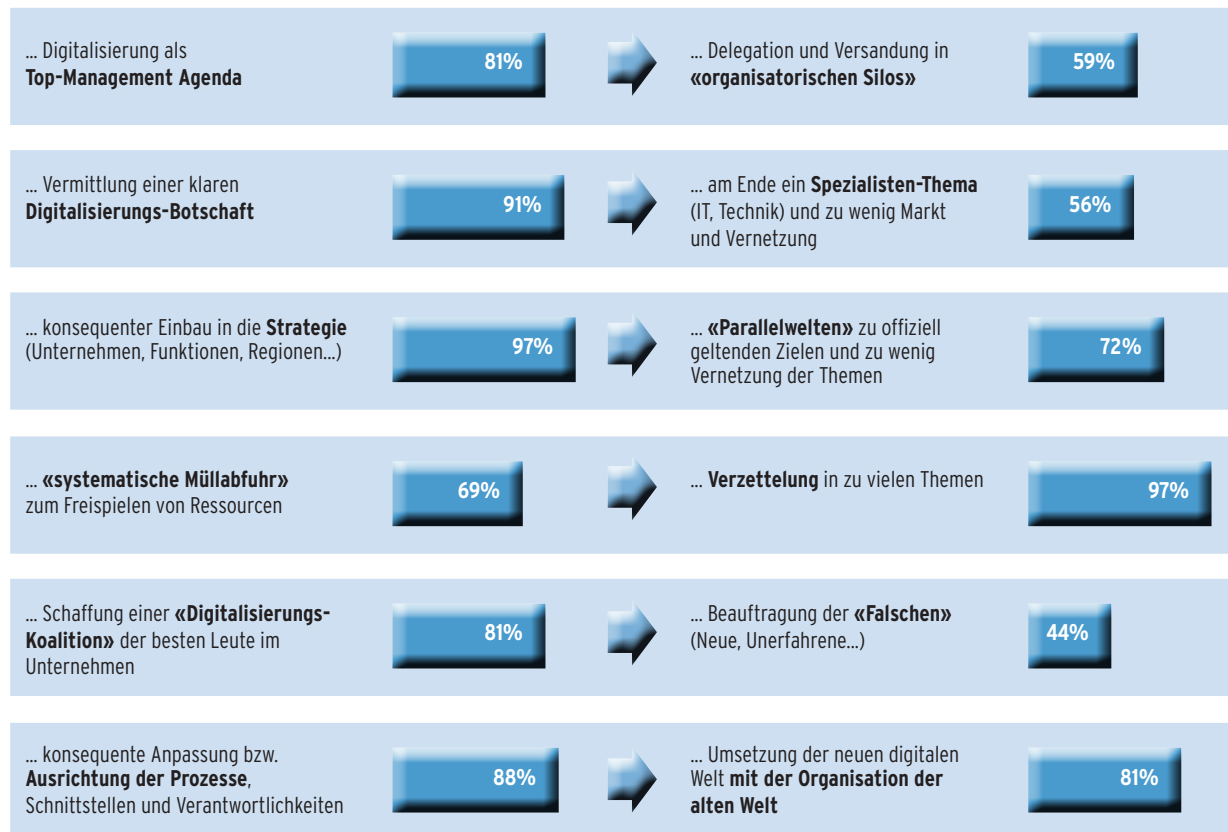 ... Digitalisierung als
Top-Management Agenda
81%
... Delegation und Versandung in
«organisatorischen Silos»
59%
... Vermittlung einer klaren
Digitalisierungs-Botschaft
91%
... am Ende ein Spezialisten-Thema
(IT, Technik) und zu wenig Markt
und Vernetzung
56%
... konsequenter Einbau in die Strategie
(Unternehmen, Funktionen, Regionen...)
97%
... «Parallelwelten» zu offiziell
geltenden Zielen und zu wenig
Vernetzung der Themen
72%
... «systematische Müllabfuhr»
zum Freispielen von Ressourcen
69%
... Verzettelung in zu vielen Themen
97%
... Schaffung einer «Digitalisierungs-
Koalition» der besten Leute im
Unternehmen
81%
... Beauftragung der «Falschen»
(Neue, Unerfahrene...)
44%
... konsequente Anpassung bzw.
Ausrichtung der Prozesse,
Schnittstellen und Verantwortlichkeiten
88%
... Umsetzung der neuen digitalen
Welt mit der Organisation der
alten Welt
81%